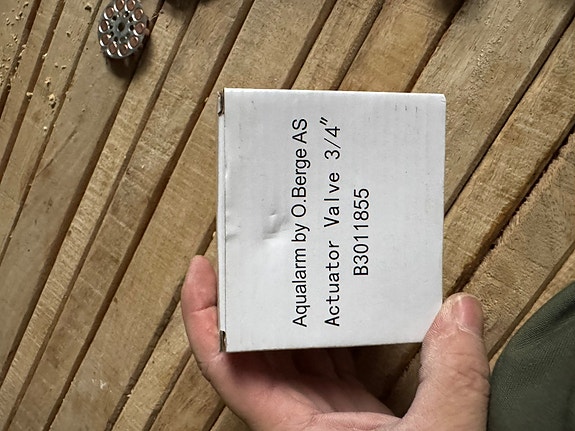 Aqualarm by O.Berge AS
Actuator Valve 3/4″
B3011855